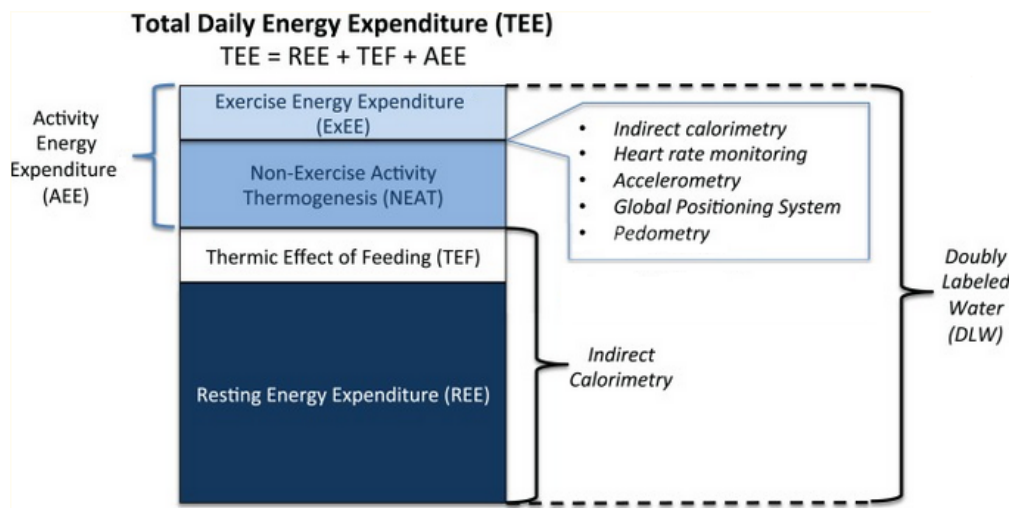 Total Daily Energy Expenditure (TEE)
TEE = REE + TEF + AEE
Activity
Energy
Expenditure
(AEE)
Exercise Energy Expenditure
(ExEE)
Non-Exercise Activity
Thermogenesis (NEAT)
Thermic Effect of Feeding (TEF)
Resting Energy Expenditure (REE)
• Indirect calorimetry
• Heart rate monitoring
• Accelerometry
• Global Positioning System
• Pedometry
Indirect
Calorimetry
Doubly
Labeled
Water
(DLW)